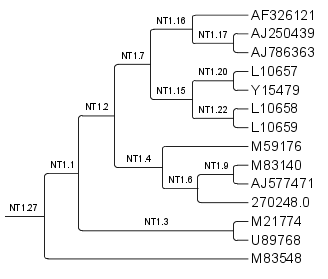 NT1.16 AF326121
NT1.17 AJ250439
NT1.7 AJ786363
NT1.20 L10657
NT1.15 Y15479
NT1.22 L10658
NT1.2 L10659
NT1.4 M59176
NT1.9 M83140
NT1.1 NT1.6 AJ577471
270248.0
NT1.3 M21774
NT1.27 U89768
M83548